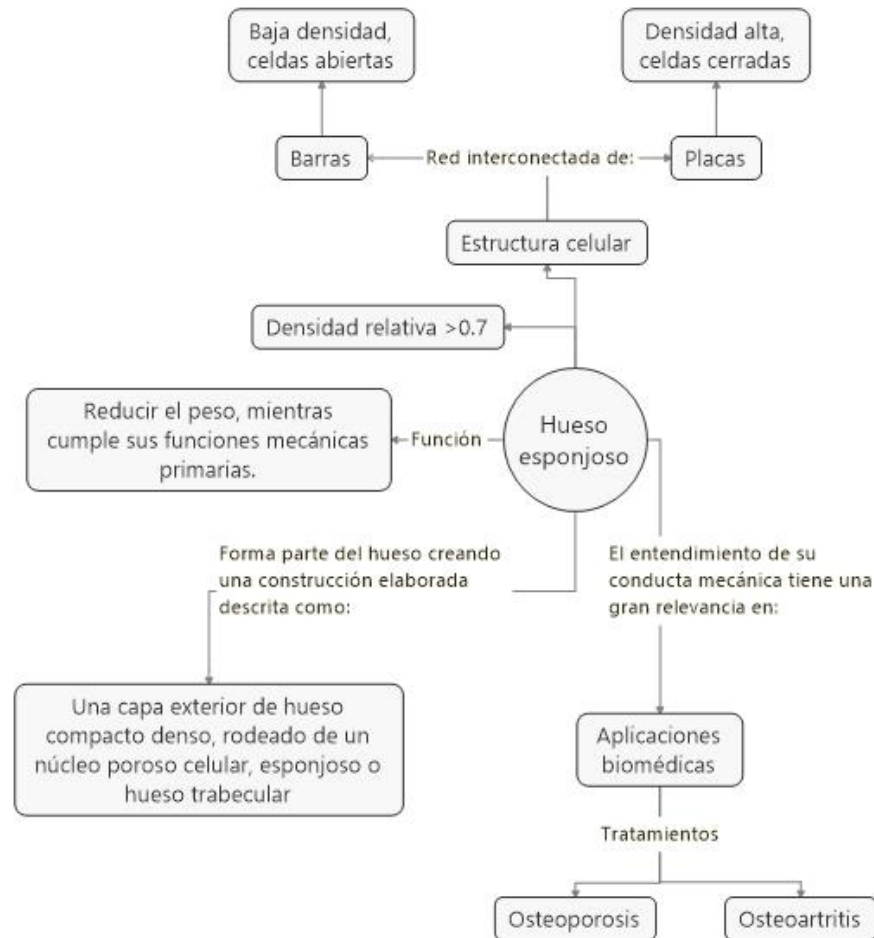 Baja densidad,
celdas abiertas
Densidad alta,
celdas cerradas
Barras
Red interconectada de:
Placas
Estructura celular
Densidad relativa >0.7
Reducir el peso, mientras
cumple sus funciones mecánicas
primarias.
Función
Hueso
esponjoso
Forma parte del hueso creando
una construcción elaborada
descrita como:
El entendimiento de su
conducta mecánica tiene una
gran relevancia en:
Una capa exterior de hueso
compacto denso, rodeado de un
núcleo poroso celular, esponjoso o
hueso trabecular
Aplicaciones
biomédicas
Tratamientos
Osteoporosis
Osteoartritis